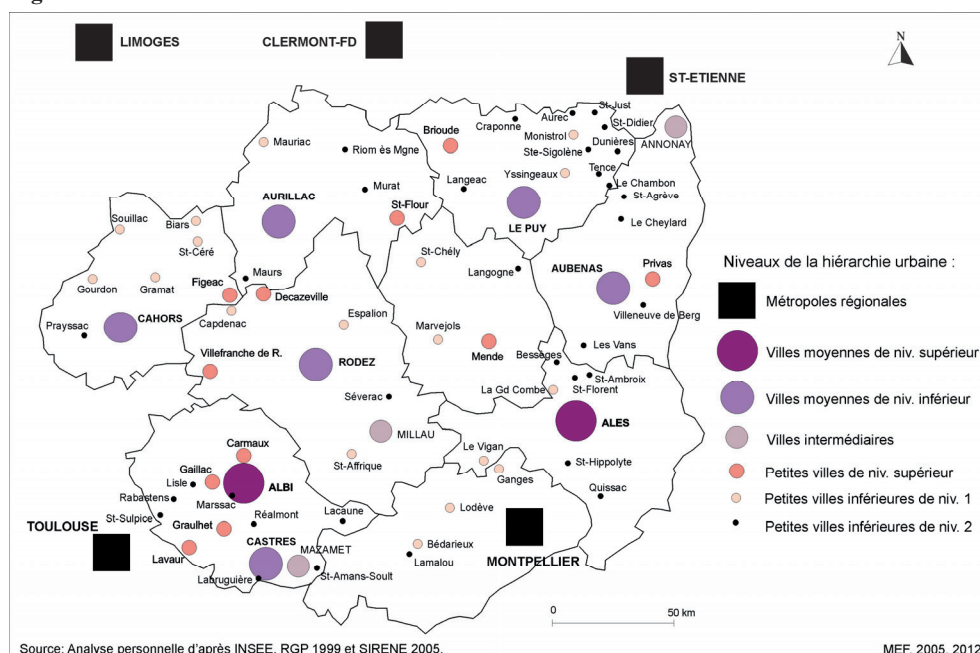 LIMOGES
CLERMONT-FD
N
ST-ETIENNE
St-Just
Aurec
St-Didier
Craponne
Monistrol
Dunières
ANNONAY
Brioude
Ste-Sigolène
Mauriac
Riom ès Mgne
Tence
Yssingeaux
Langeac
Le Chambon
Murat
St-Agrève
AURILLAC
St-Flour
LE PUY
Le Cheylard
Souillac
Biars
St-Céré
St-Chély
Langogne
AUBENAS
Privas
Niveaux de la hiérarchie urbaine :
Gourdon
Gramat
Maurs
Figeac
Decazeville
Métropoles régionales
Villeneuve de Berg
Capdenac
Espalion
CAHORS
Prayssac
Marvejols
Les Vans
Villefranche de R.
RODEZ
Mende
Bessèges
Villes moyennes de niv. supérieur
St-Ambroix
La Gd Combe
St-Florent
Villes moyennes de niv. inférieur
Séverac
ALES
MILLAU
Villes intermédiaires
Carmaux
Le Vigan
St-Affrique
St-Hippolyte
Gaillac
Ganges
Petites villes de niv. supérieur
Lisle
ALBI
Quissac
Rabastens
Marssac
Petites villes inférieures de niv. 1
Lodève
St-Sulpice
Réalmont
Lacaune
TOULOUSE
Graulhet
Petites villes inférieures de niv. 2
CASTRES
Bédarieux
Lavaur
MAZAMET
Lamalou
MONTPELLIER
St-Amans-Soult
Labruguière
0 50 km
Source: Analyse personnelle d'après INSEE, RGP 1999 et SIRENE 2005.
MEF, 2005, 2012